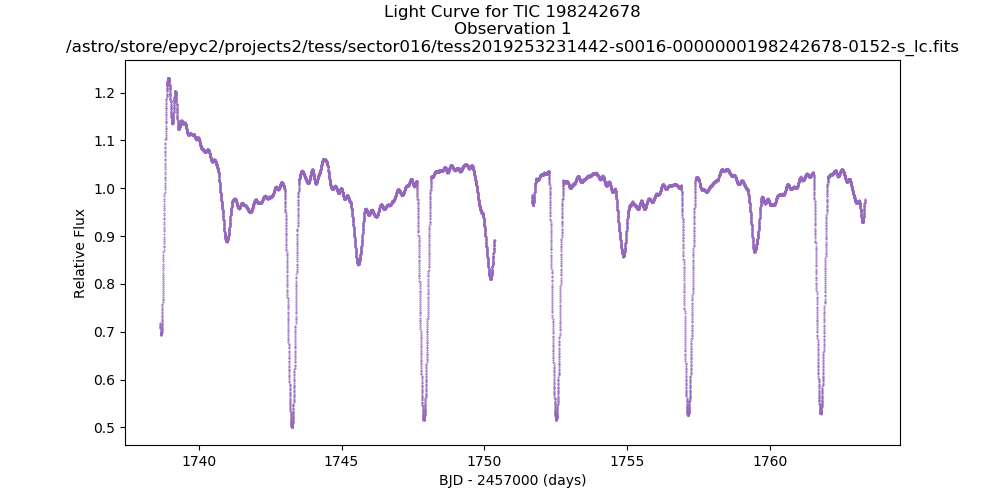 Light Curve for TIC 198242678
Observation 1
/astro/store/epyc2/projects2/tess/sector016/tess2019253231442-s0016-0000000198242678-0152-s_lc.fits
1.2
1.1
1.0
0.9
0.8
0.7
0.6
0.5
Relative Flux
1740 1745 1750 1755 1760
BJD - 2457000 (days)